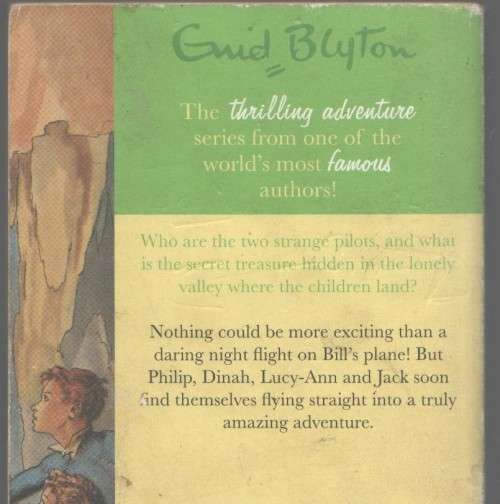 Enid Blyton
The thrilling adventure
series from one of the
world's most famous
authors!
Who are the two strange pilots, and what
is the secret treasure hidden in the lonely
valley where the children land?
Nothing could be more exciting than a
daring night flight on Bill's plane! But
Philip, Dinah, Lucy-Ann and Jack soon
find themselves flying straight into a truly
amazing adventure.